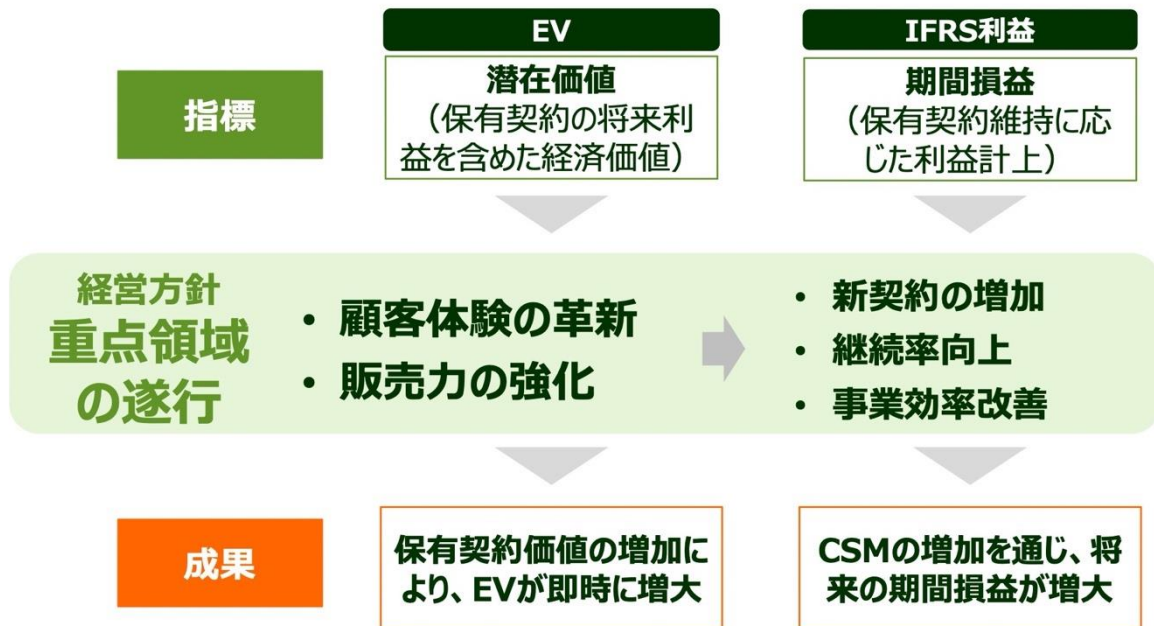 EV
IFRS利益
指標
潜在価値
（保有契約の将来利
益を含めた経済価値）
期間損益
（保有契約維持に応
じた利益計上）
経営方針
重点領域
の遂行
• 顧客体験の革新
• 販売力の強化
• 新契約の増加
• 継続率向上
• 事業効率改善
成果
保有契約価値の増加に
より、EVが即時に増大
CSMの増加を通じ、将
来の期間損益が増大